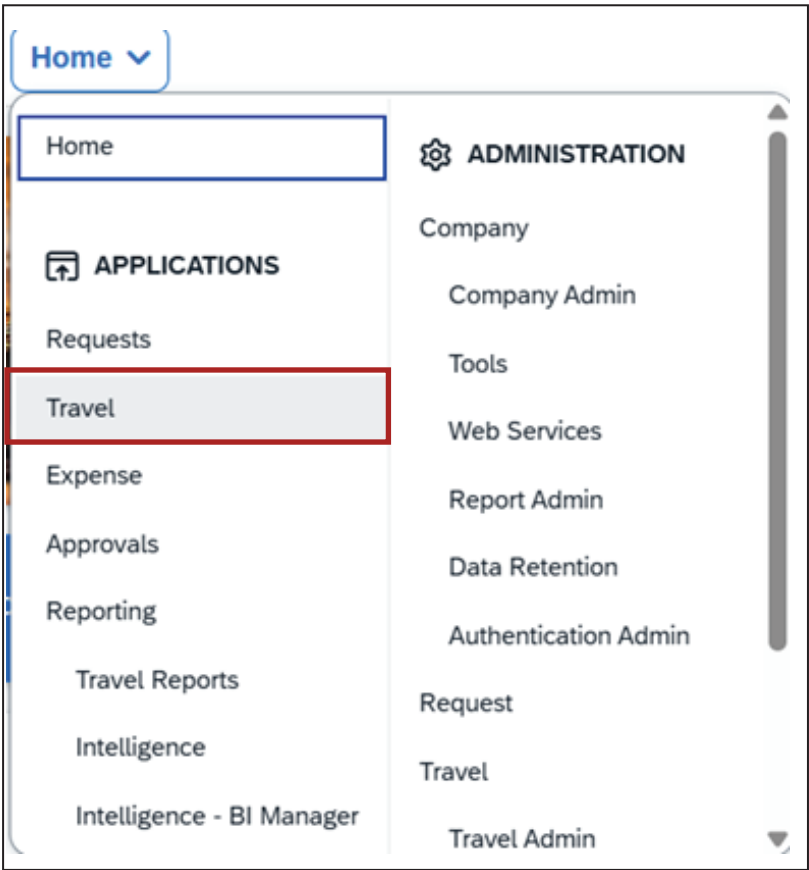 Home
Home
APPLICATIONS
Requests
Travel
Expense
Approvals
Reporting
Travel Reports
Intelligence
Intelligence - BI Manager
ADMINISTRATION
Company
Company Admin
Tools
Web Services
Report Admin
Data Retention
Authentication Admin
Request
Travel
Travel Admin